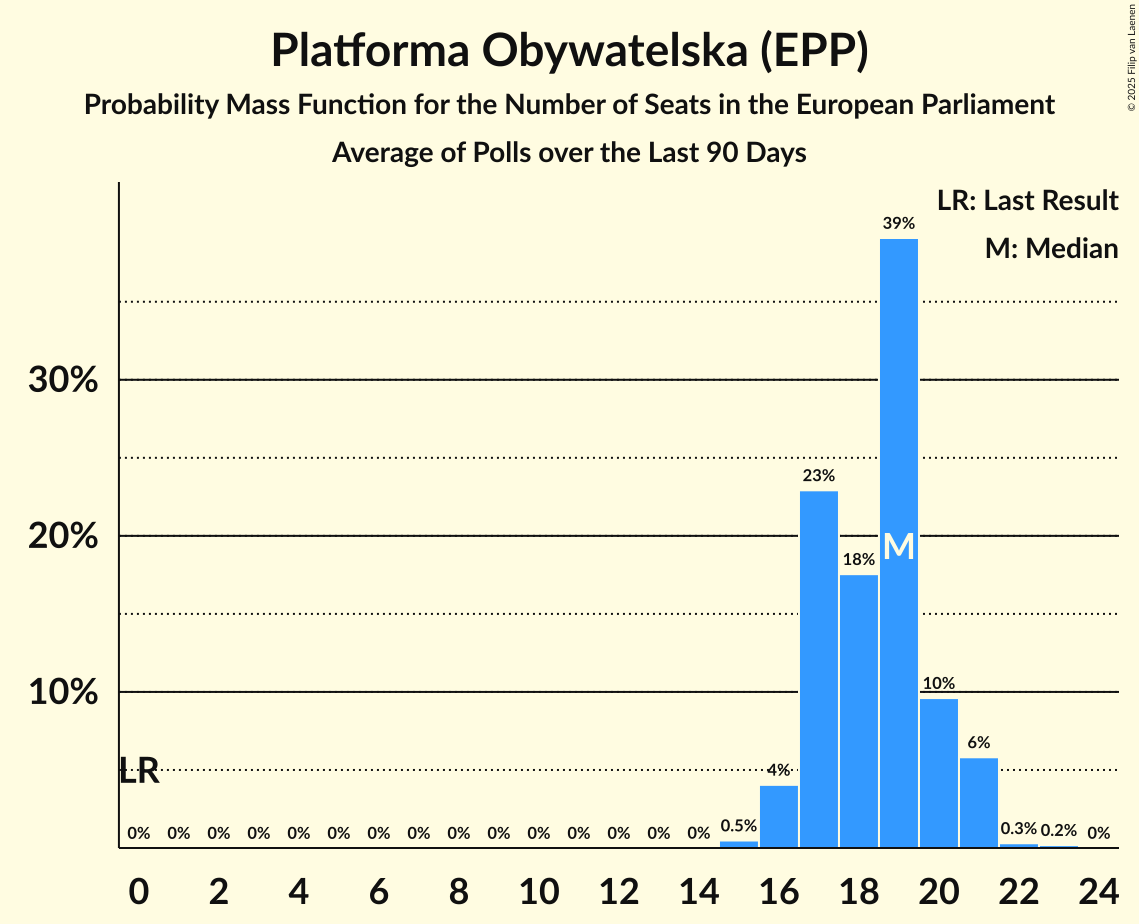 Platforma Obywatelska (EPP)
Probability Mass Function for the Number of Seats in the European Parliament
Average of Polls over the Last 90 Days
© 2025 Filip van Laenen
LR: Last Result
M: Median
39%
30%
23%
20%
18%
M
10%
10%
6%
LR
4%
0% 0% 0% 0% 0% 0% 0% 0% 0% 0% 0% 0% 0% 0% 0% 0.5% 0.3% 0.2% 0%
0 2 4 6 8 10 12 14 16 18 20 22 24